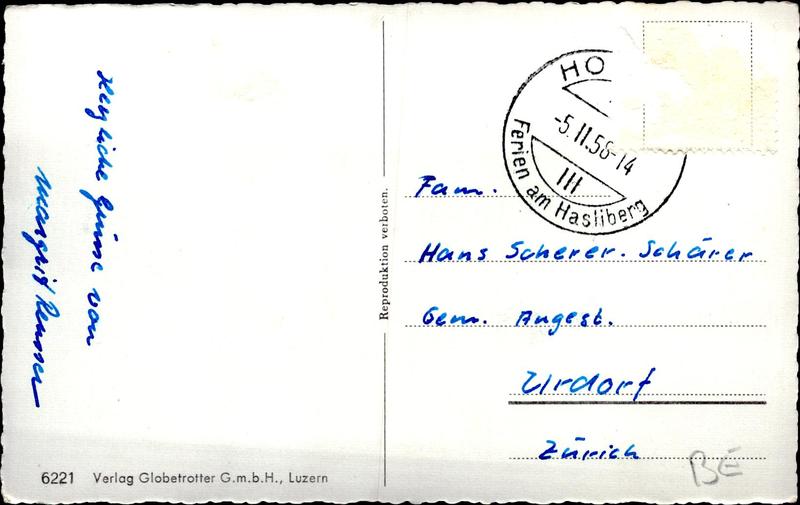 Herzliche Grüsse von
Margrit
HO
-5.11.58-14
III
Ferien am Hasliberg
Fam.
Hans Scherer-Schärer
Gem. Angest.
Urdorf
Zürich
BE
Reproduktion verboten.
6221 Verlag Globetrotter G.m.b.H., Luzern